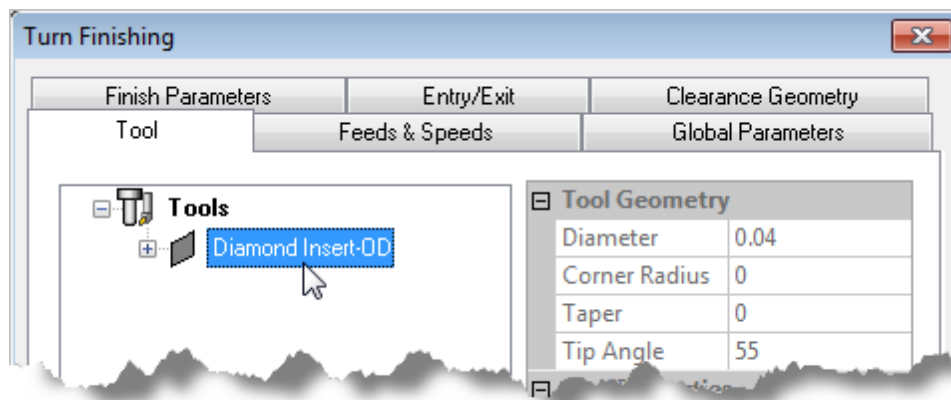 Turn Finishing
Finish Parameters Entry/Exit Clearance Geometry
Tool Feeds & Speeds Global Parameters
Tools
Diamond Insert-OD
Tool Geometry
Diameter 0.04
Corner Radius 0
Taper 0
Tip Angle 55